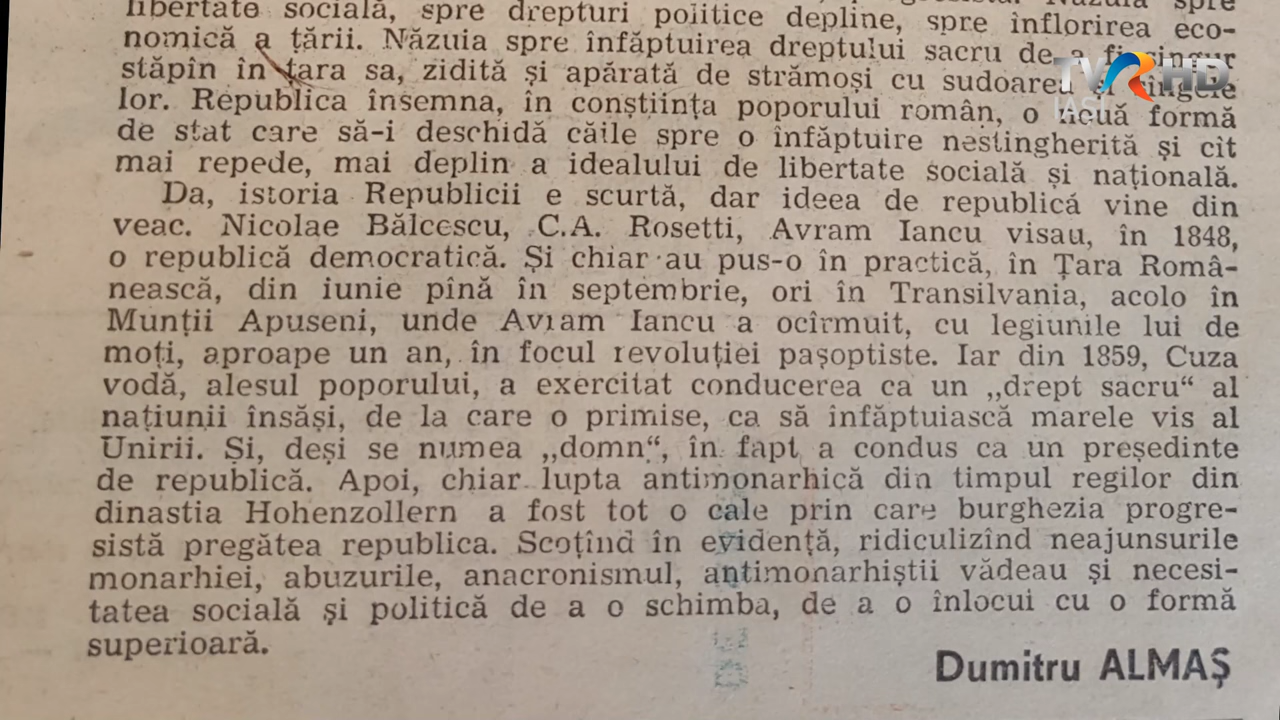 libertate socială, spre drepturi politice depline, spre înflorirea eco-
nomică a țării. Năzuia spre înfăptuirea dreptului sacru de a fi singur
stăpîn în țara sa, zidită și apărată de strămoși cu sudoarea și sîngele
lor. Republica însemna, în conștiința poporului român, o nouă formă
de stat care să-i deschidă căile spre o înfăptuire nestingherită și cît
mai repede, mai deplin a idealului de libertate socială și națională.
Da, istoria Republicii e scurtă, dar ideea de republică vine din
veac. Nicolae Bălcescu, C.A. Rosetti, Avram Iancu visau, în 1848,
o republică democratică. Și chiar au pus-o în practică, în Țara Româ-
nească, din iunie pînă în septembrie, ori în Transilvania, acolo în
Munții Apuseni, unde Avram Iancu a ocîrmuit, cu legiunile lui de
moți, aproape un an, în focul revoluției pașoptiste. Iar din 1859, Cuza
vodă, alesul poporului, a exercitat conducerea ca un „drept sacru“ al
națiunii însăși, de la care o primise, ca să înfăptuiască marele vis al
Unirii. Și, deși se numea „domn“, în fapt a condus ca un președinte
de republică. Apoi, chiar lupta antimonarhică din timpul regilor din
dinastia Hohenzollern a fost tot o cale prin care burghezia progre-
sistă pregătea republica. Scoțînd în evidență, ridiculizînd neajunsurile
monarhiei, abuzurile, anacronismul, antimonarhiștii vădeau și necesi-
tatea socială și politică de a o schimba, de a o înlocui cu o formă
superioară.
Dumitru ALMAȘ
TVR HD
IAȘI